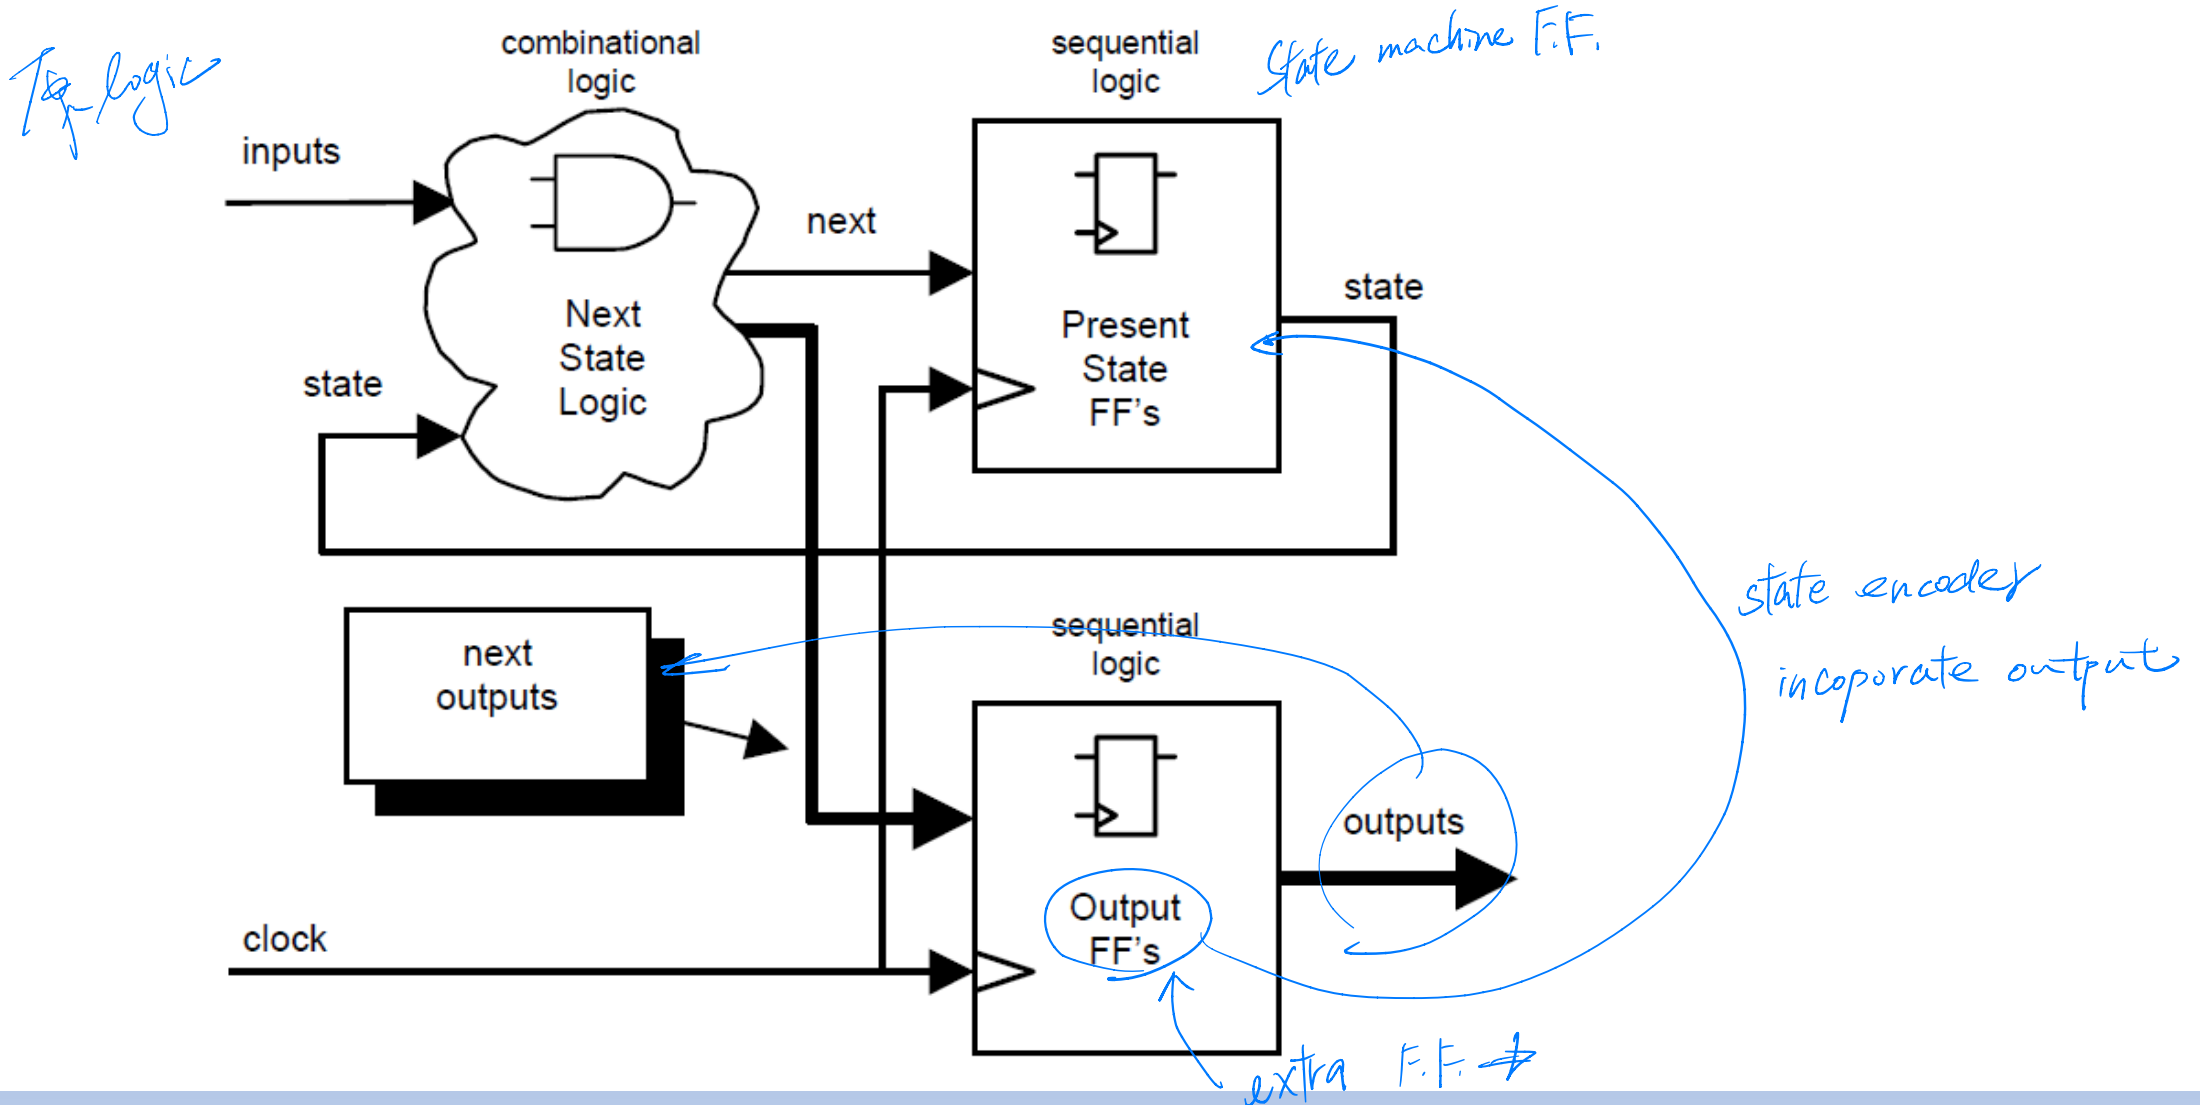 combinational
logic
sequential
logic
State machine F.F.
logic
inputs
next
state
Next
State
Logic
Present
State
FF's
state
state encoder
incoporate output
next
outputs
sequential
logic
outputs
Output
FF's
clock
extra F.F.